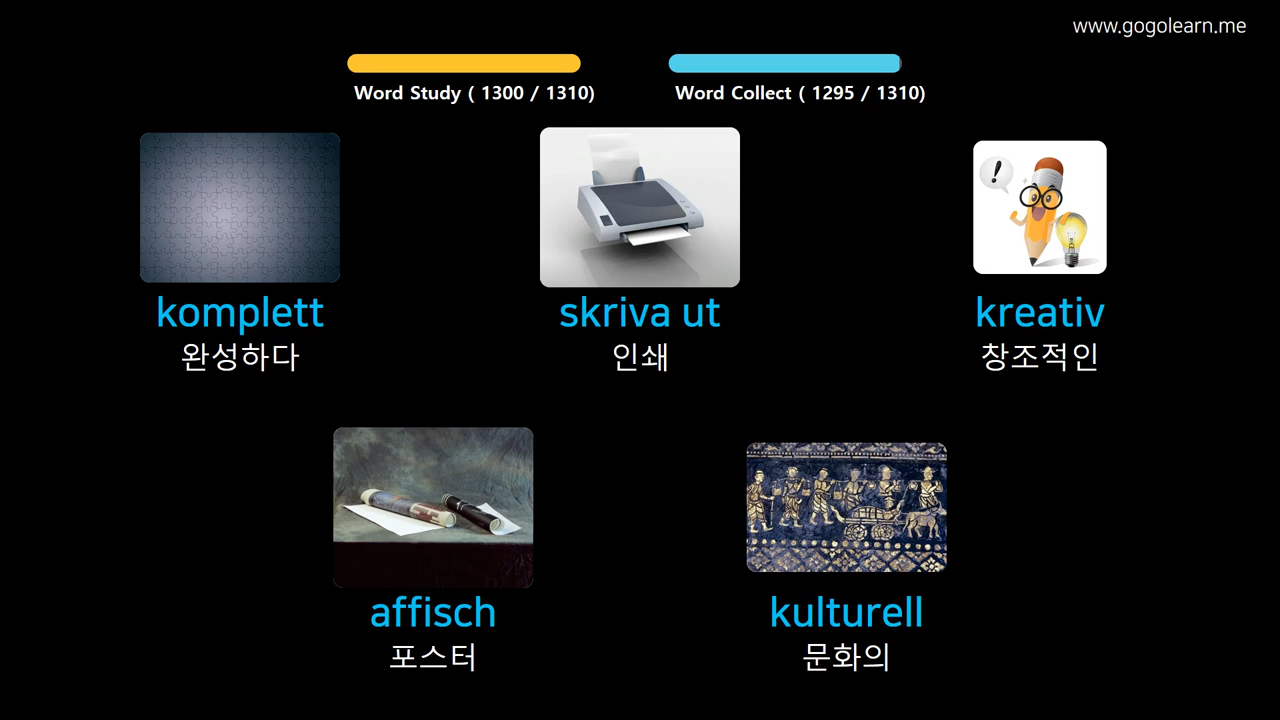 www.gogolearn.me
Word Study ( 1300 / 1310)
Word Collect ( 1295 / 1310)
komplett
완성하다
skriva ut
인쇄
kreativ
창조적인
affisch
포스터
kulturell
문화의